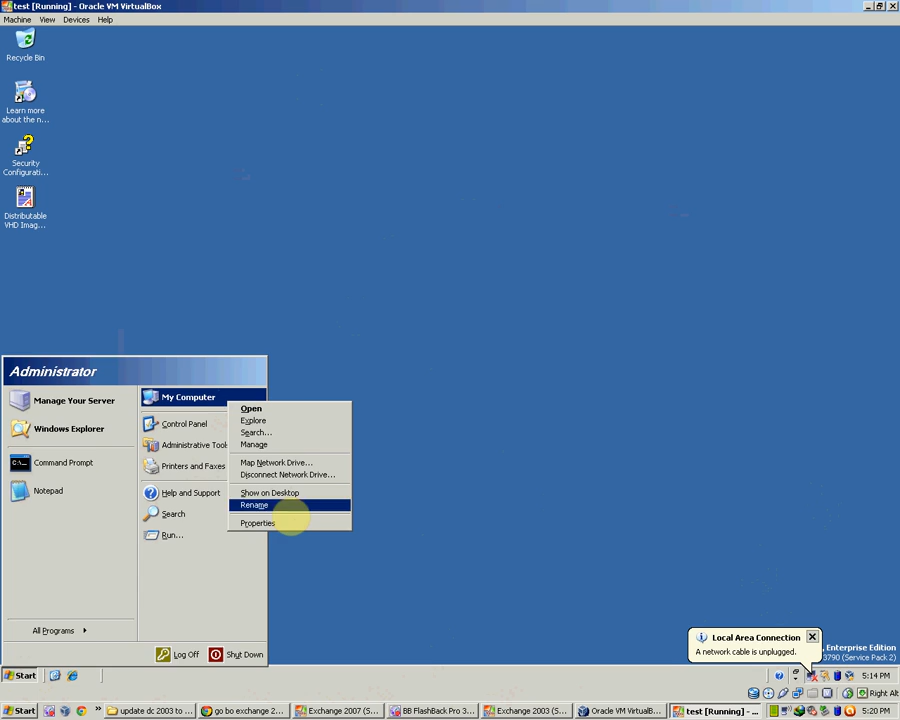 test [Running] - Oracle VM VirtualBox
Machine View Devices Help
Recycle Bin
Learn more
about the n...
Security
Configurati...
Distributable
VHD Imag...
Administrator
Manage Your Server
Windows Explorer
Command Prompt
Notepad
All Programs
My Computer
Control Panel
Administrative Tools
Printers and Faxes
Help and Support
Search
Run...
Log Off
Shut Down
Open
Explore
Search...
Manage
Map Network Drive...
Disconnect Network Drive...
Show on Desktop
Rename
Properties
Local Area Connection
A network cable is unplugged.
, Enterprise Edition
3790 (Service Pack 2)
Start
5:14 PM
Right Alt
Start
»
update dc 2003 to ...
go bo exchange 2...
Exchange 2007 (S...
BB FlashBack Pro 3...
Exchange 2003 (S...
Oracle VM VirtualB...
test [Running] - ...
5:20 PM